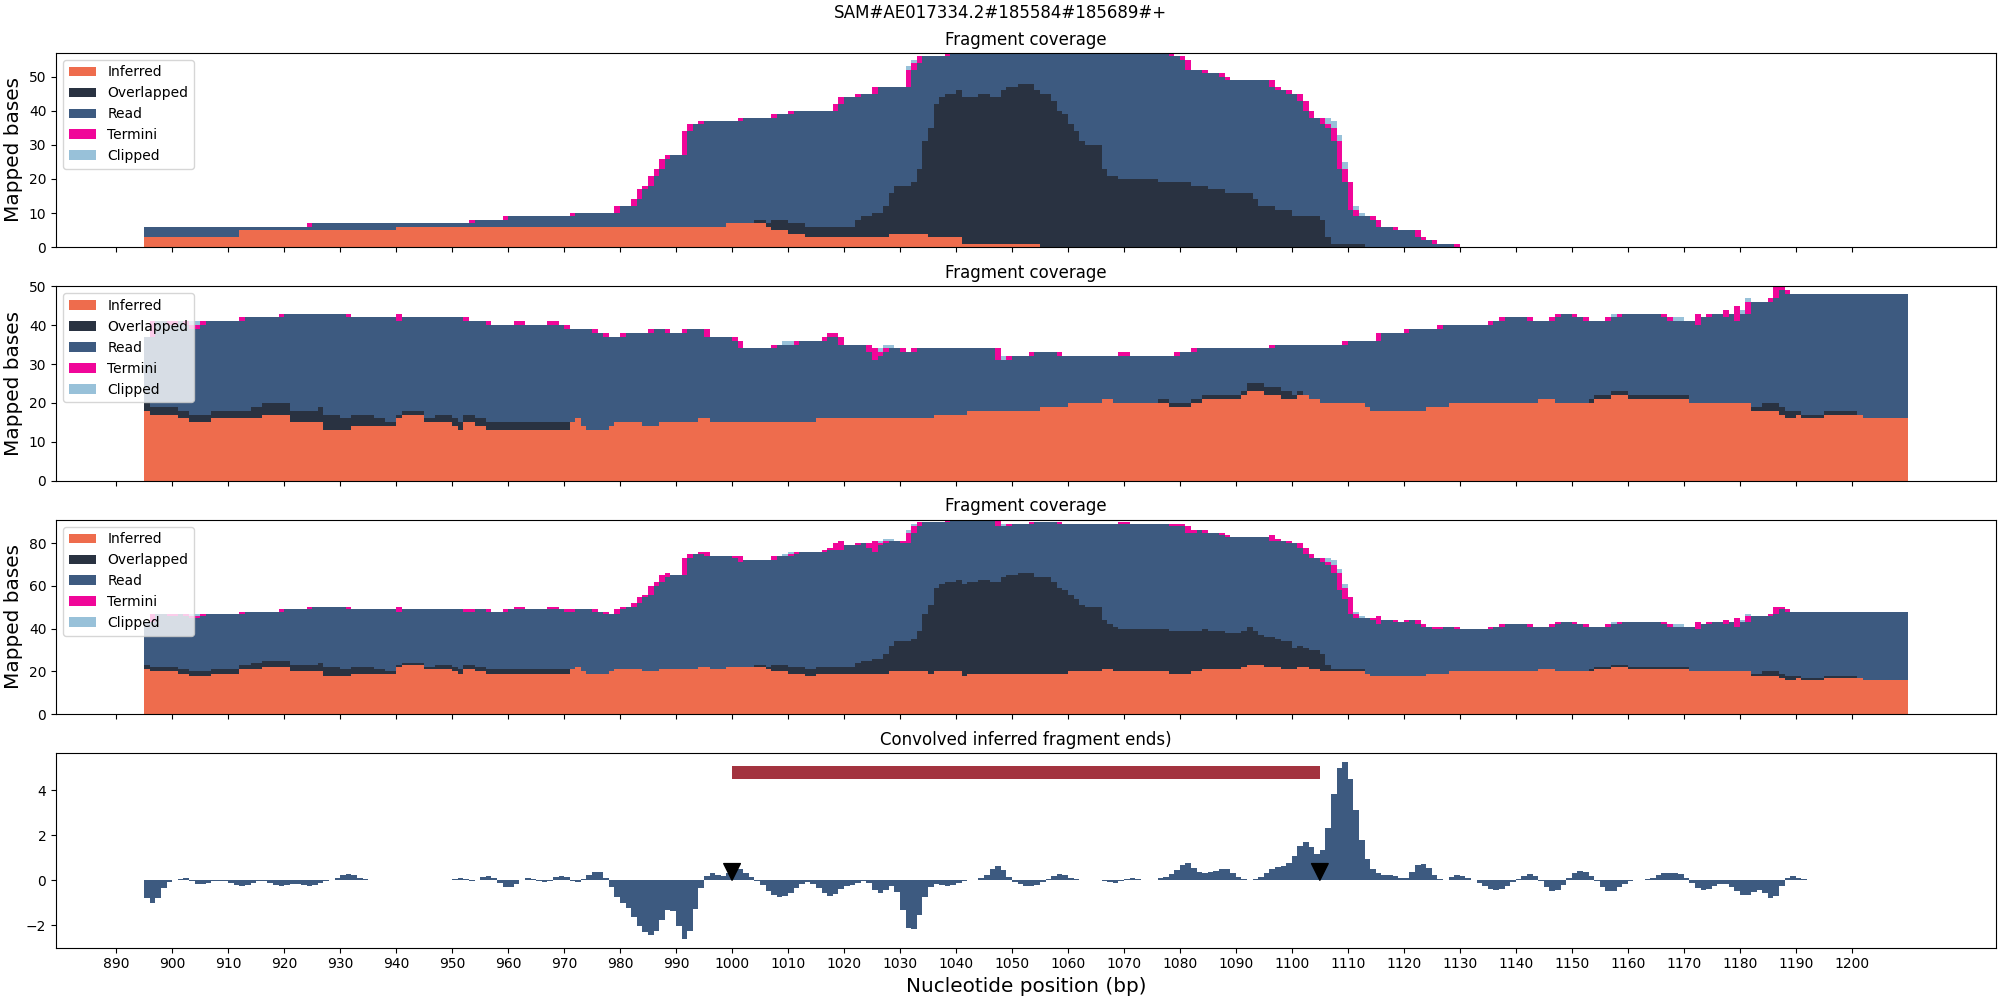 SAM#AE017334.2#185584#185689#+
Fragment coverage
Mapped bases
50
40
30
20
10
0
Inferred
Overlapped
Read
Termini
Clipped
Fragment coverage
Mapped bases
50
40
30
20
10
0
Inferred
Overlapped
Read
Termini
Clipped
Fragment coverage
Mapped bases
80
60
40
20
0
Inferred
Overlapped
Read
Termini
Clipped
Convolved inferred fragment ends)
4
2
0
−2
890 900 910 920 930 940 950 960 970 980 990 1000 1010 1020 1030 1040 1050 1060 1070 1080 1090 1100 1110 1120 1130 1140 1150 1160 1170 1180 1190 1200
Nucleotide position (bp)